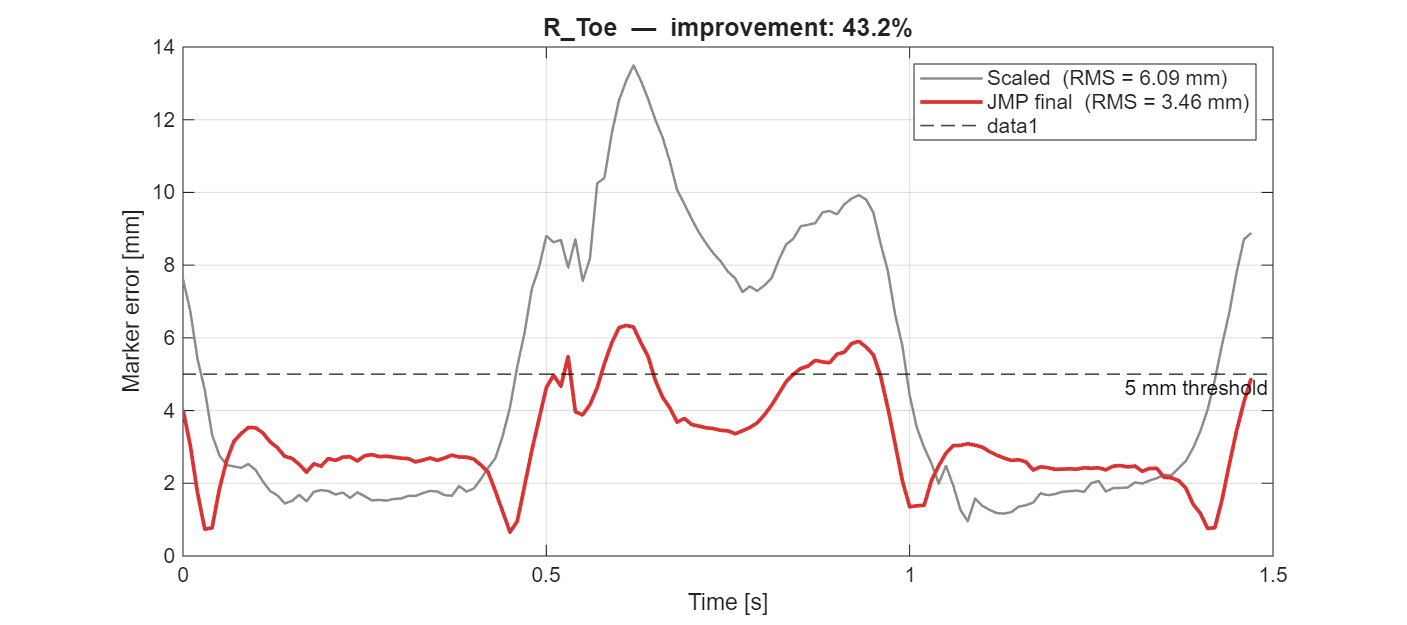 R_Toe — improvement: 43.2%
14
12
10
8
6
4
2
0
Marker error [mm]
Scaled (RMS = 6.09 mm)
JMP final (RMS = 3.46 mm)
data1
5 mm threshold
0
0.5
1
1.5
Time [s]